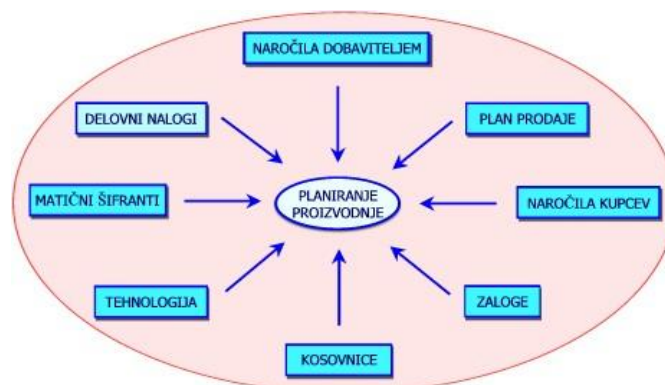 NAROČILA DOBAVITELJEM
DELOVNI NALOGI
PLAN PRODAJE
MATIČNI ŠIFRANTI
PLANIRANJE
PROIZVODNJE
NAROČILA KUPCEV
TEHNOLOGIJA
ZALOGE
KOSOVNICE